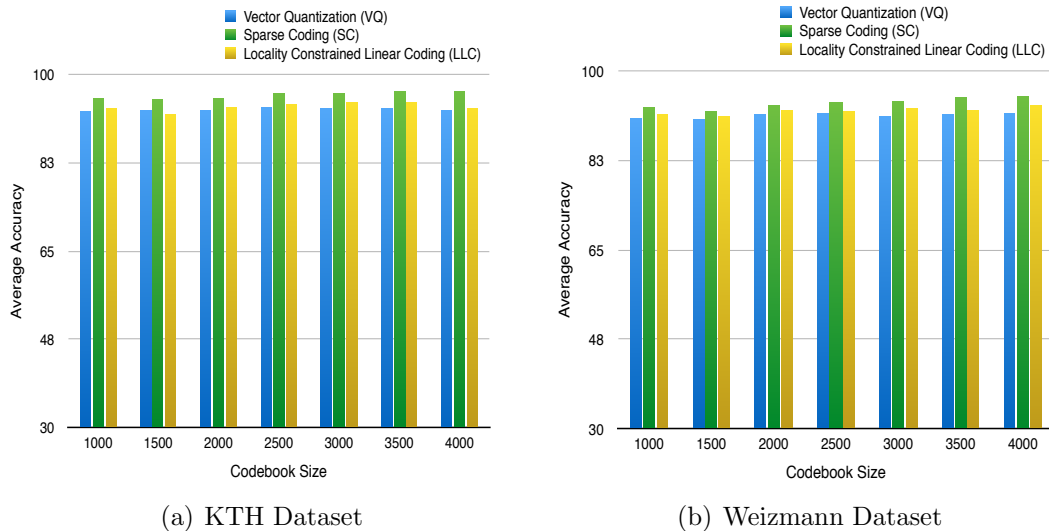 Vector Quantization (VQ)
Sparse Coding (SC)
Locality Constrained Linear Coding (LLC)
100
83
65
48
30
Average Accuracy
1000 1500 2000 2500 3000 3500 4000
Codebook Size
(a) KTH Dataset
Vector Quantization (VQ)
Sparse Coding (SC)
Locality Constrained Linear Coding (LLC)
100
83
65
48
30
Average Accuracy
1000 1500 2000 2500 3000 3500 4000
Codebook Size
(b) Weizmann Dataset